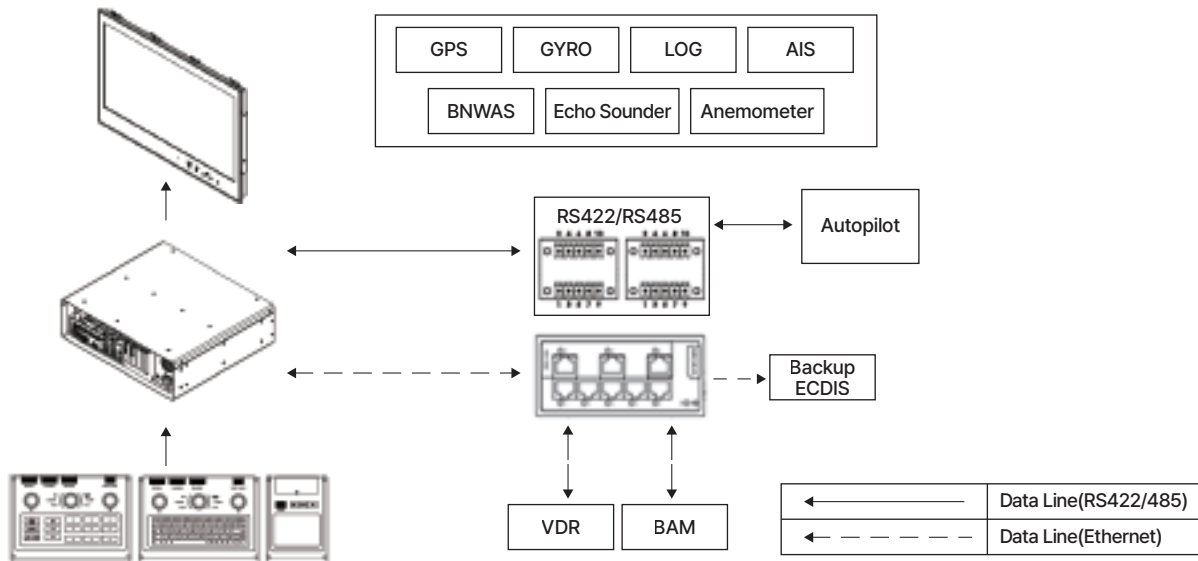 GPS
GYRO
LOG
AIS
BNWAS
Echo Sounder
Anemometer
RS422/RS485
Autopilot
Backup
ECDIS
VDR
BAM
Data Line(RS422/485)
Data Line(Ethernet)